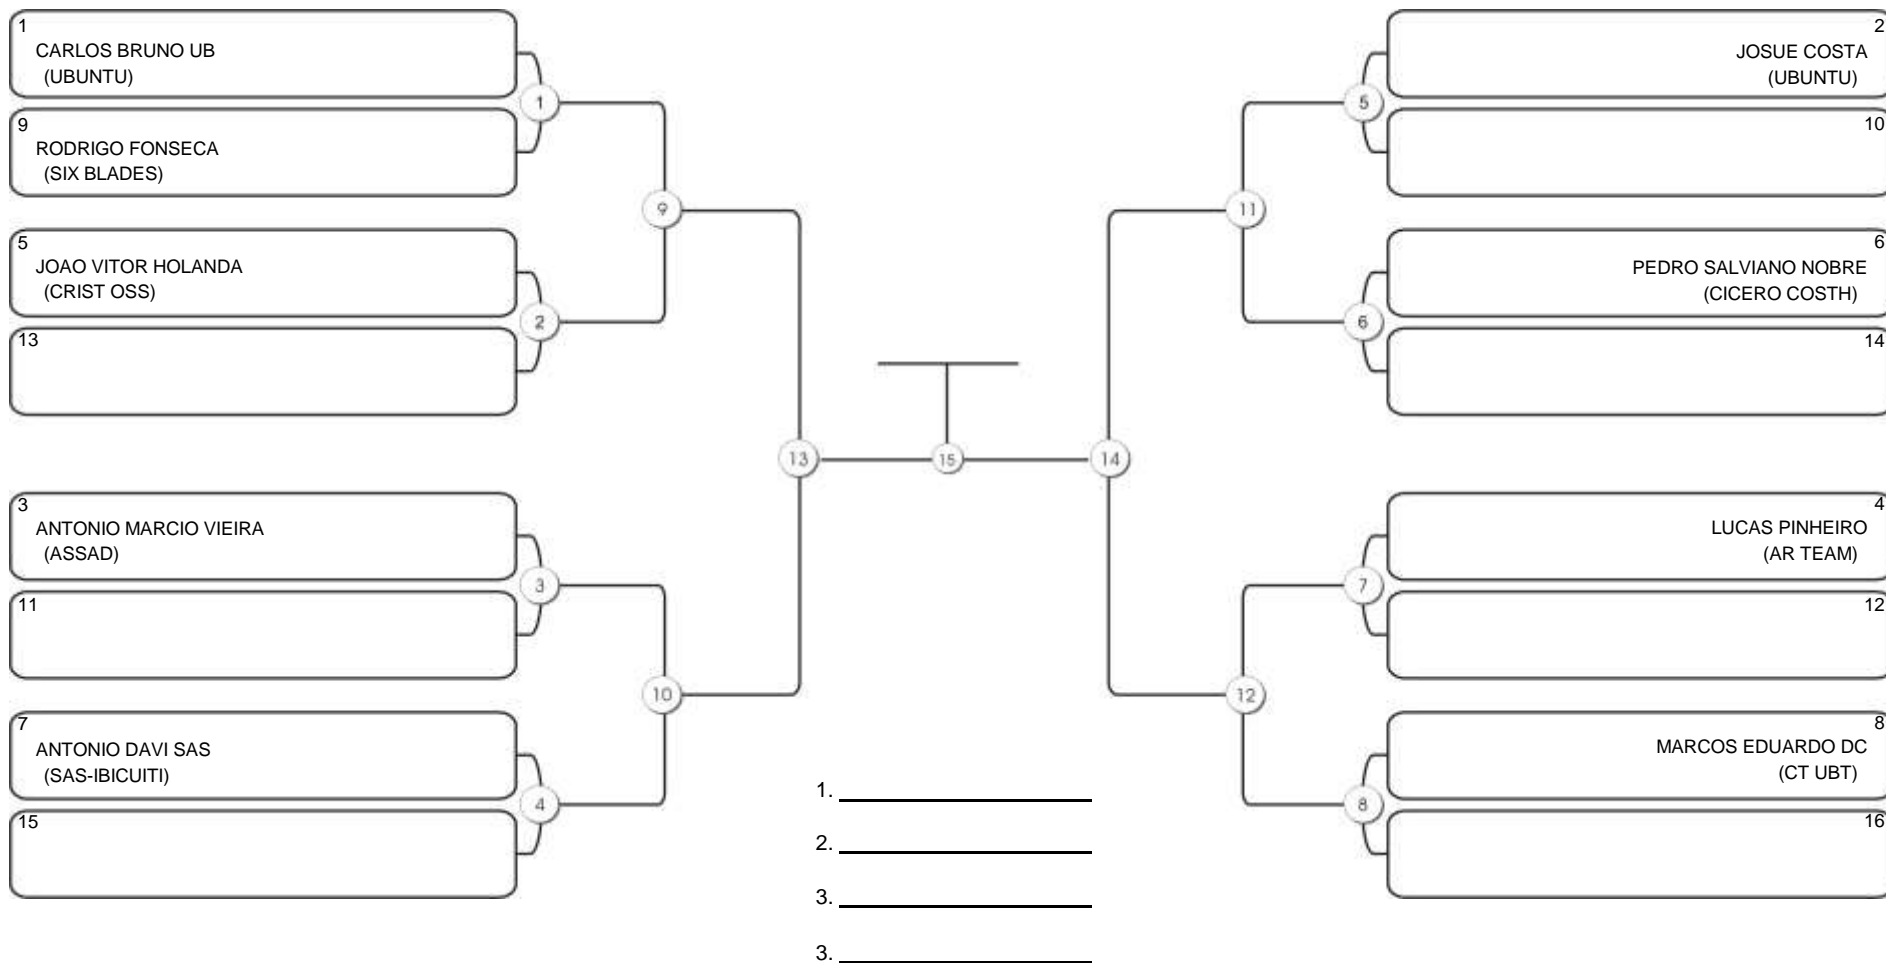 1
CARLOS BRUNO UB
(UBUNTU)
1
9
RODRIGO FONSECA
(SIX BLADES)
9
5
JOAO VITOR HOLANDA
(CRIST OSS)
2
13
13
3
ANTONIO MARCIO VIEIRA
(ASSAD)
3
11
10
7
ANTONIO DAVI SAS
(SAS-IBICUITI)
4
15
15
2
JOSUE COSTA
(UBUNTU)
5
10
11
6
PEDRO SALVIANO NOBRE
(CICERO COSTH)
6
14
14
4
LUCAS PINHEIRO
(AR TEAM)
7
12
12
8
MARCOS EDUARDO DC
(CT UBT)
8
16
1.
2.
3.
3.